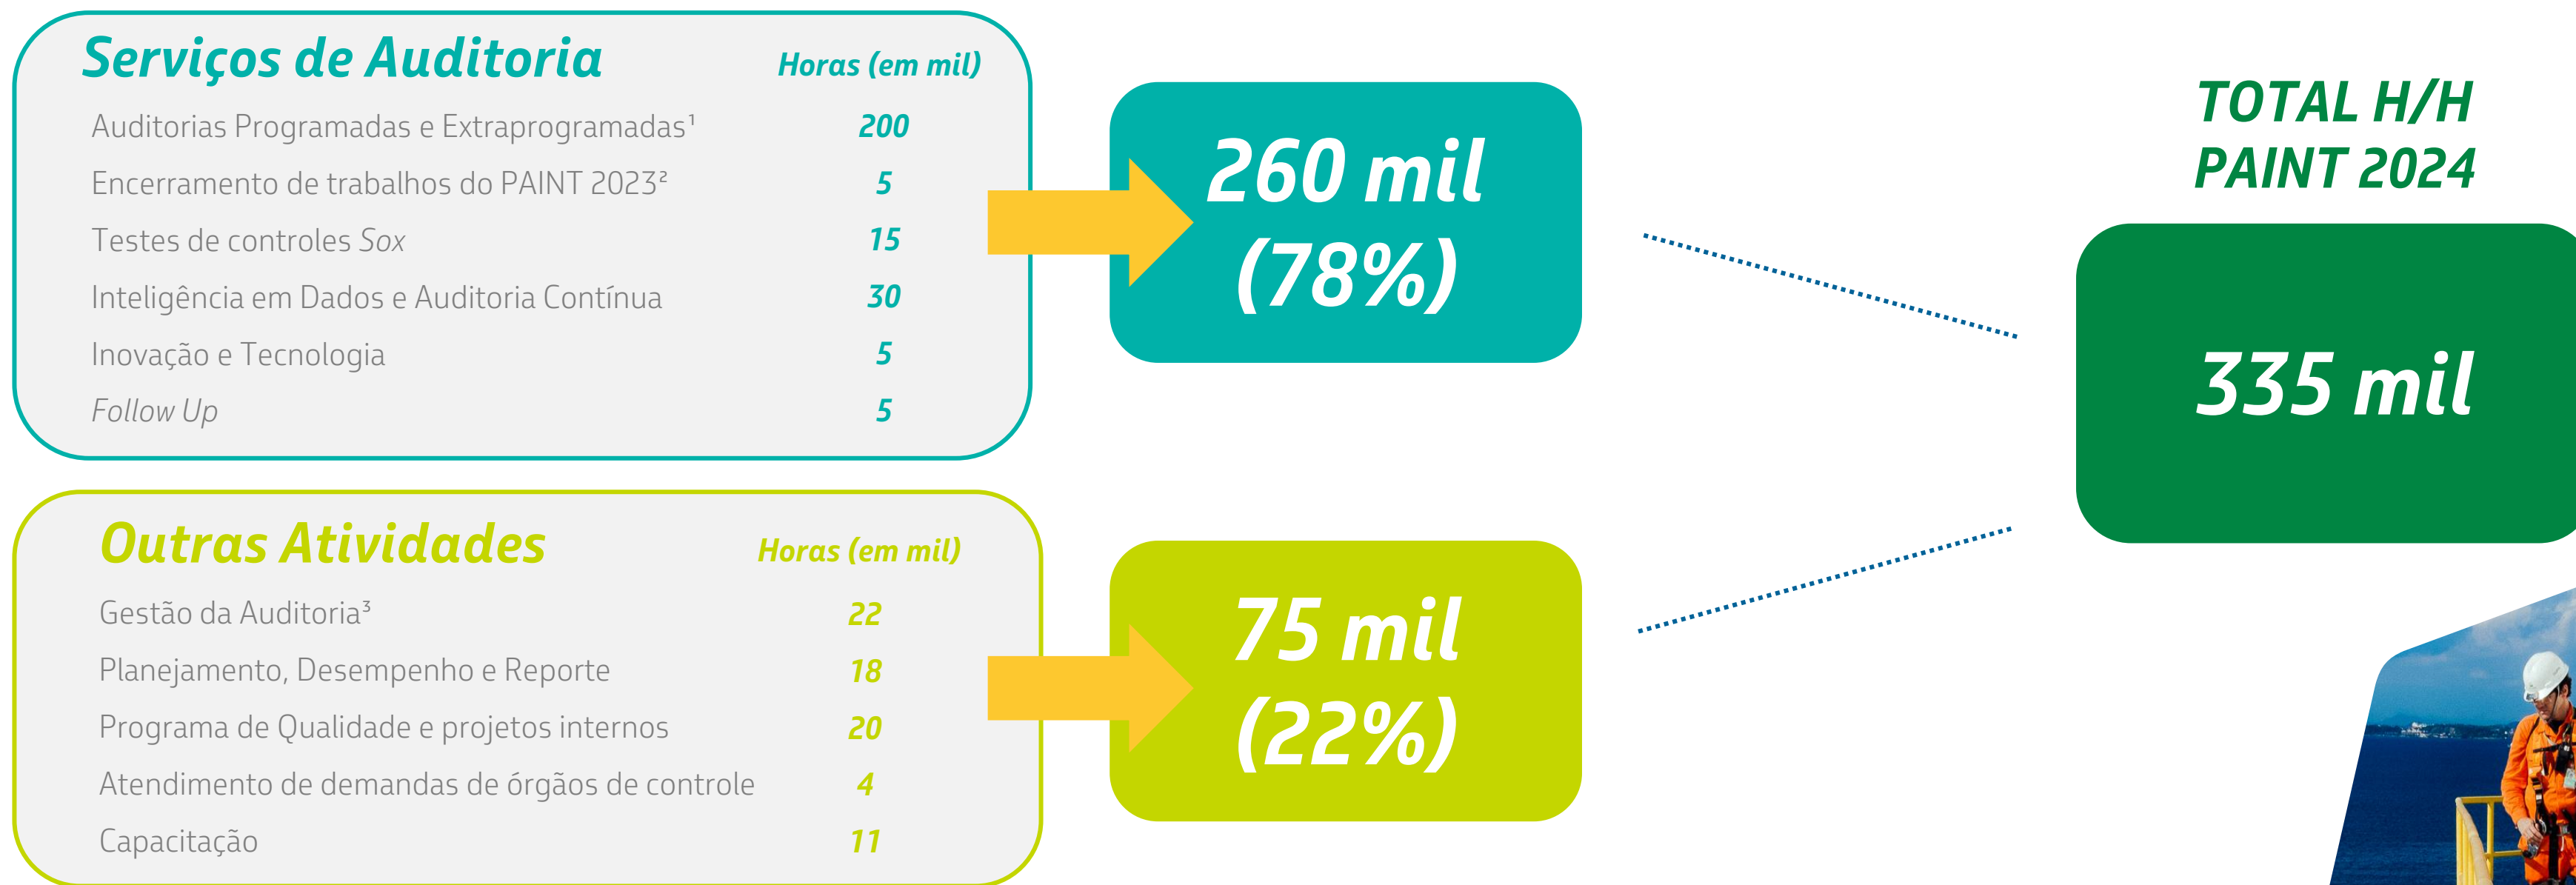 Serviços de Auditoria Horas (em mil)
Auditorias Programadas e Extraprogramadas¹ 200
Encerramento de trabalhos do PAINT 2023² 5
Testes de controles Sox 15
Inteligência em Dados e Auditoria Contínua 30
Inovação e Tecnologia 5
Follow Up 5
260 mil
(78%)
Outras Atividades Horas (em mil)
Gestão da Auditoria³ 22
Planejamento, Desempenho e Reporte 18
Programa de Qualidade e projetos internos 20
Atendimento de demandas de órgãos de controle 4
Capacitação 11
75 mil
(22%)
TOTAL H/H
PAINT 2024
335 mil